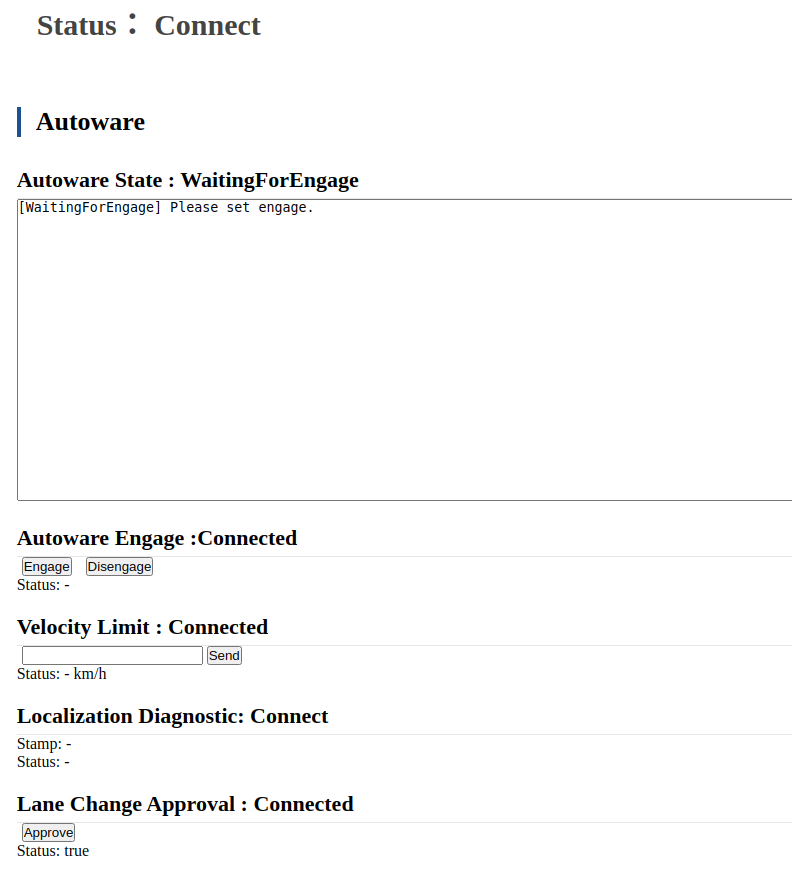 Status： Connect
Autoware
Autoware State : WaitingForEngage
[WaitingForEngage] Please set engage.
Autoware Engage :Connected
Engage Disengage
Status: -
Velocity Limit : Connected
Send
Status: - km/h
Localization Diagnostic: Connect
Stamp: -
Status: -
Lane Change Approval : Connected
Approve
Status: true